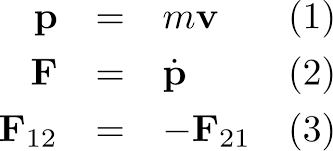 p = mv (1)
F = ṗ (2)
F₁₂ = −F₂₁ (3)